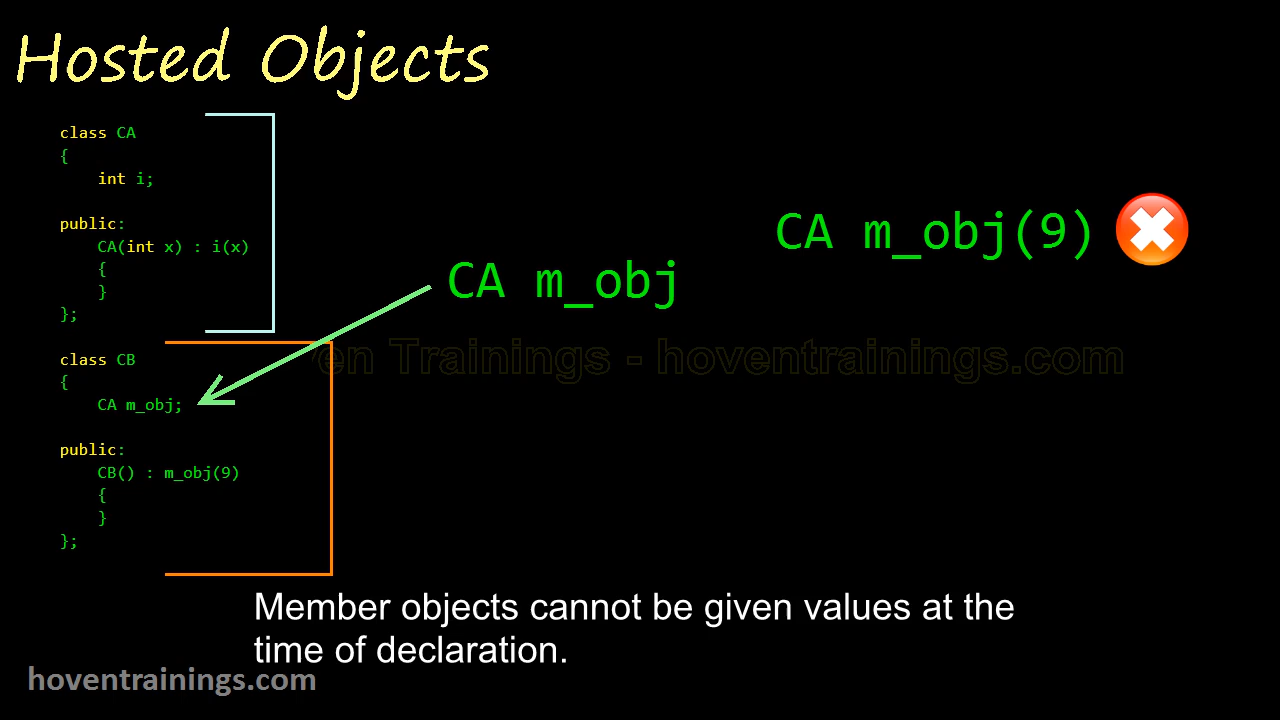 Hosted Objects
class CA
{
int i;
public:
CA(int x) : i(x)
{
}
};
class CB
{
CA m_obj;
public:
CB() : m_obj(9)
{
}
};
CA m_obj
CA m_obj(9)
en Trainings - hoventrainings.com
Member objects cannot be given values at the
time of declaration.
hoventrainings.com